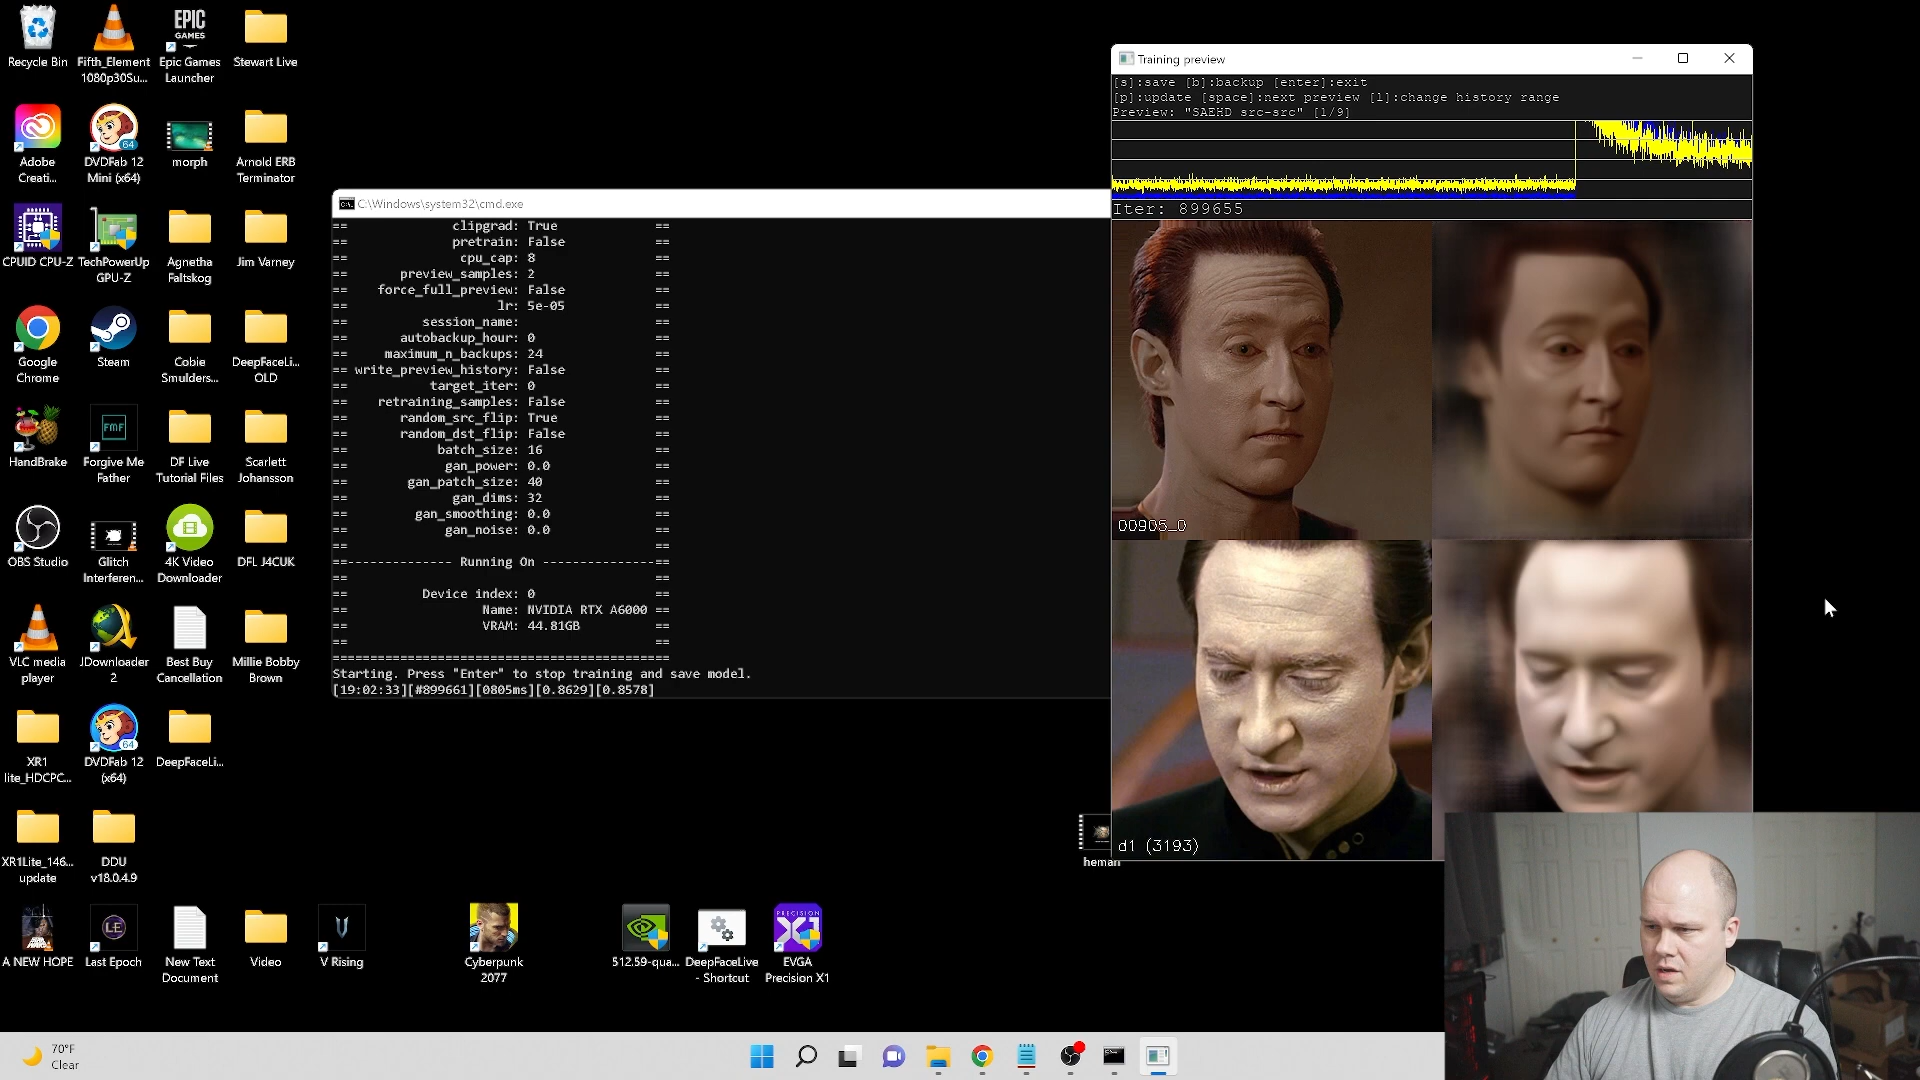 Recycle Bin
Fifth_Element
1080p30Su...
EPIC
GAMES
Epic Games
Launcher
Stewart Live
Adobe
Creati...
64
DVDFab 12
Mini (x64)
morph
Arnold ERB
Terminator
CPUID CPU-Z
TechPowerUp
GPU-Z
Agnetha
Faltskog
Jim Varney
Google
Chrome
Steam
Cobie
Smulders...
DeepFaceLi...
OLD
HandBrake
FMF
Forgive Me
Father
DF Live
Tutorial Files
Scarlett
Johansson
OBS Studio
Glitch
Interferen...
4K Video
Downloader
DFL J4CUK
VLC media
player
JDownloader
2
Best Buy
Cancellation
Millie Bobby
Brown
XR1
lite_HDCPC...
64
DVDFab 12
(x64)
DeepFaceLi...
XR1Lite_146...
update
DDU
v18.0.4.9
A NEW HOPE
LE
Last Epoch
New Text
Document
Video
V Rising
Cyberpunk
2077
512.59-qua...
DeepFaceLive
- Shortcut
PRECISION
X1
EVGA
Precision X1
heman
C:\Windows\system32\cmd.exe
== clipgrad: True ==
== pretrain: False ==
== cpu_cap: 8 ==
== preview_samples: 2 ==
== force_full_preview: False ==
== lr: 5e-05 ==
== session_name: ==
== autobackup_hour: 0 ==
== maximum_n_backups: 24 ==
== write_preview_history: False ==
== target_iter: 0 ==
== retraining_samples: False ==
== random_src_flip: True ==
== random_dst_flip: False ==
== batch_size: 16 ==
== gan_power: 0.0 ==
== gan_patch_size: 40 ==
== gan_dims: 32 ==
== gan_smoothing: 0.0 ==
== gan_noise: 0.0 ==
== ==
==-------------- Running On ---------------==
== ==
== Device index: 0 ==
== Name: NVIDIA RTX A6000 ==
== VRAM: 44.81GB ==
== ==
=============================================
Starting. Press "Enter" to stop training and save model.
[19:02:33][#899661][0805ms][0.8629][0.8578]
Training preview
[s]:save [b]:backup [enter]:exit
[p]:update [space]:next preview [l]:change history range
Preview: "SAEHD src-src" [1/9]
Iter: 899655
00905_0
d1 (3193)
70°F
Clear